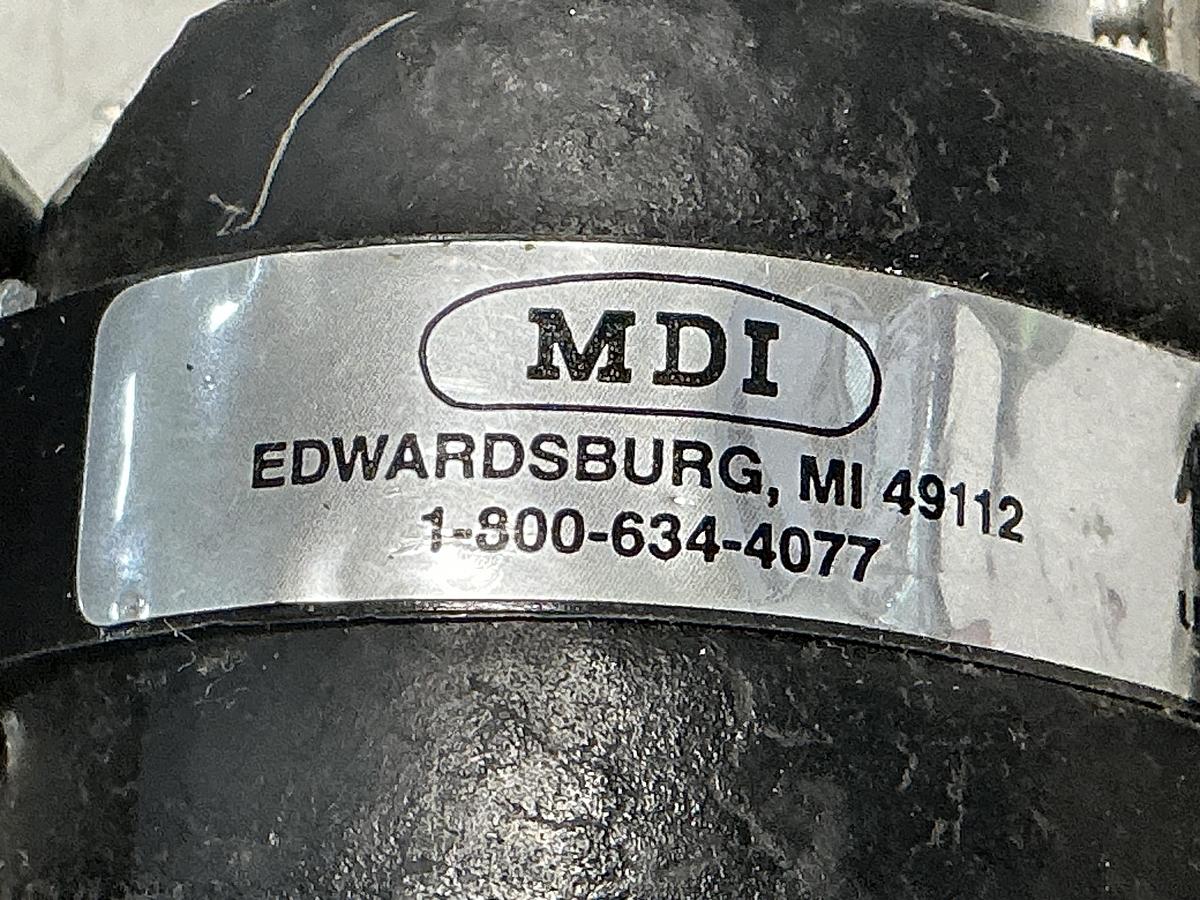 MDI
EDWARDSBURG, MI 49112
1-800-634-4077